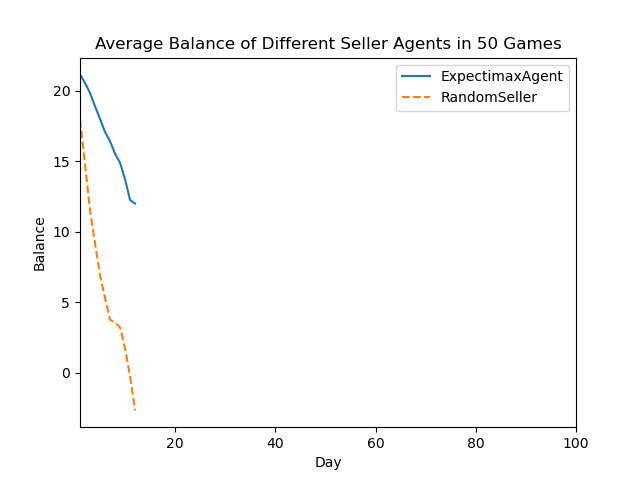 Average Balance of Different Seller Agents in 50 Games
ExpectimaxAgent
RandomSeller
Balance
20
15
10
5
0
20 40 60 80 100
Day